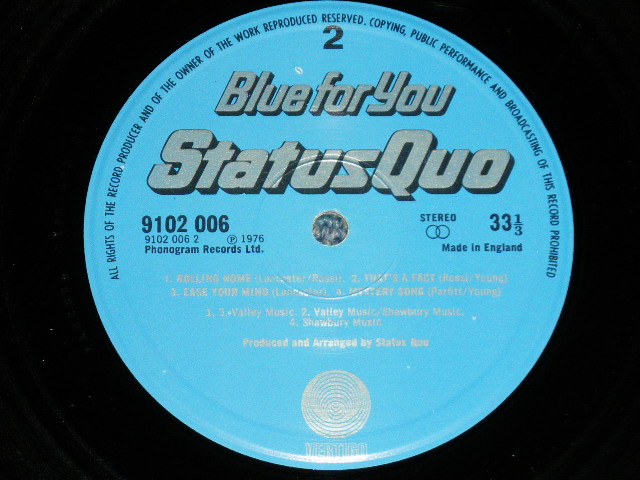 ALL RIGHTS OF THE RECORD PRODUCER AND OF THE OWNER OF THE WORK REPRODUCED RESERVED. COPYING, PUBLIC PERFORMANCE AND BROADCASTING OF THIS RECORD PROHIBITED
2
Blue for You
Status Quo
9102 006
9102 006 2 ℗ 1976
Phonogram Records Ltd.
STEREO 33 1/3
Made in England
1. ROLLING HOME (Lancaster/Rossi). 2. THAT'S A FACT (Rossi/Young)
3. EASE YOUR MIND (Lancaster). 4. MYSTERY SONG (Parfitt/Young)
1. 3. Valley Music. 2. Valley Music/Shawbury Music.
4. Shawbury Music
Produced and Arranged by Status Quo
VERTIGO